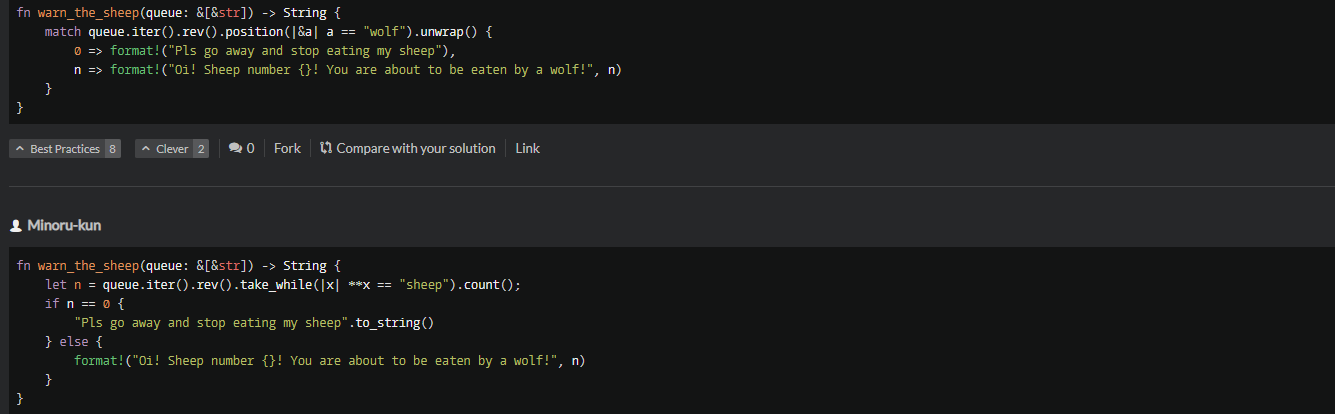 fn warn_the_sheep(queue: &[&str]) -> String {
    match queue.iter().rev().position(|&a| a == "wolf").unwrap() {
        0 => format!("Pls go away and stop eating my sheep"),
        n => format!("Oi! Sheep number {}! You are about to be eaten by a wolf!", n)
    }
}
Best Practices 8 Clever 2 0 Fork Compare with your solution Link
Minoru-kun
fn warn_the_sheep(queue: &[&str]) -> String {
    let n = queue.iter().rev().take_while(|x| **x == "sheep").count();
    if n == 0 {
        "Pls go away and stop eating my sheep".to_string()
    } else {
        format!("Oi! Sheep number {}! You are about to be eaten by a wolf!", n)
    }
}